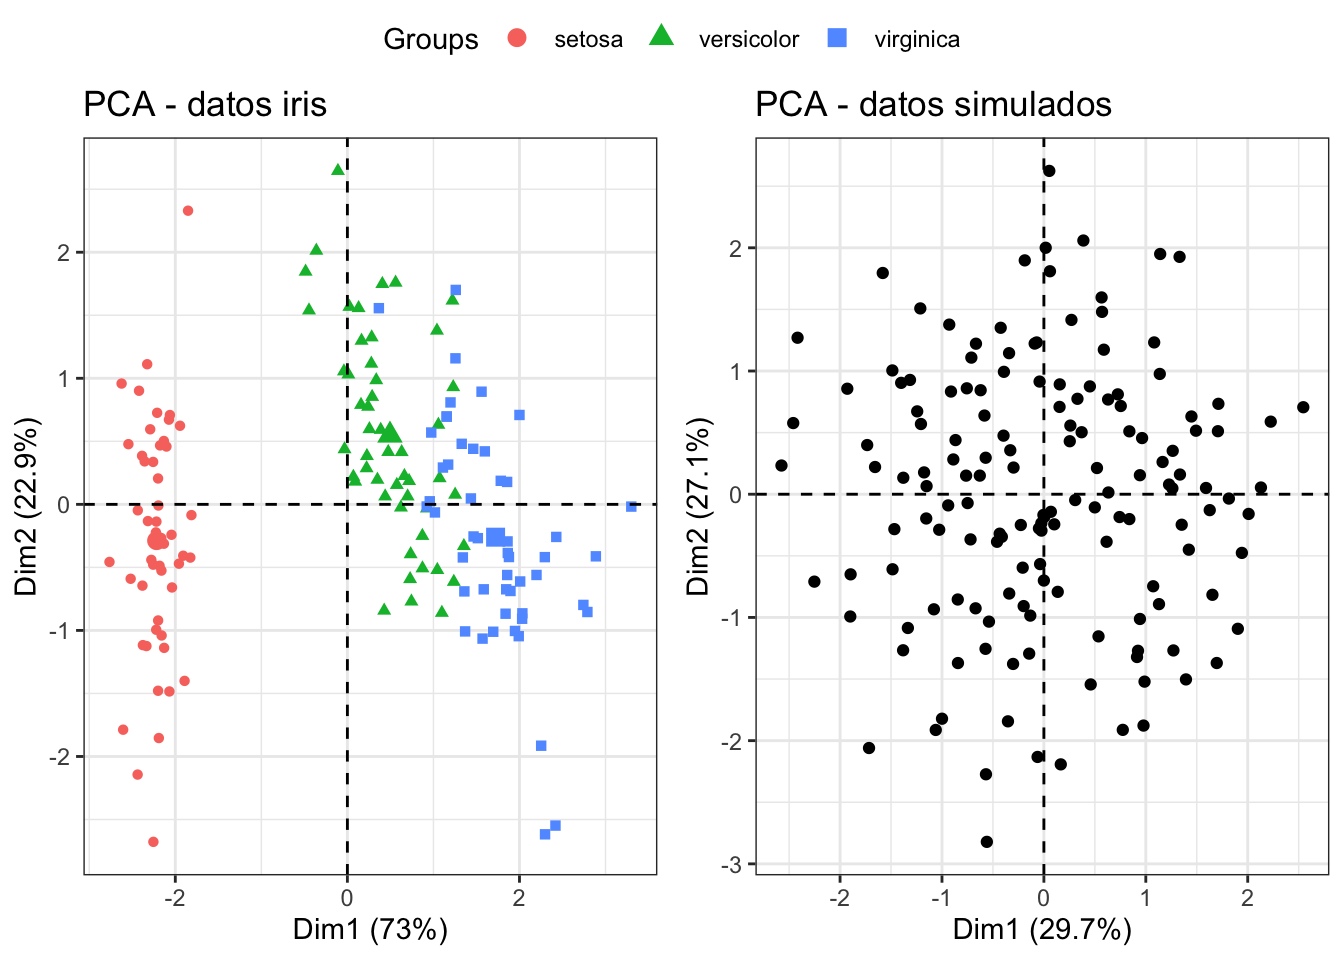 Groups setosa versicolor virginica
PCA - datos iris
Dim2 (22.9%)
2
1
0
-1
-2
-2 0 2
Dim1 (73%)
PCA - datos simulados
Dim2 (27.1%)
2
1
0
-1
-2
-3
-2 -1 0 1 2
Dim1 (29.7%)